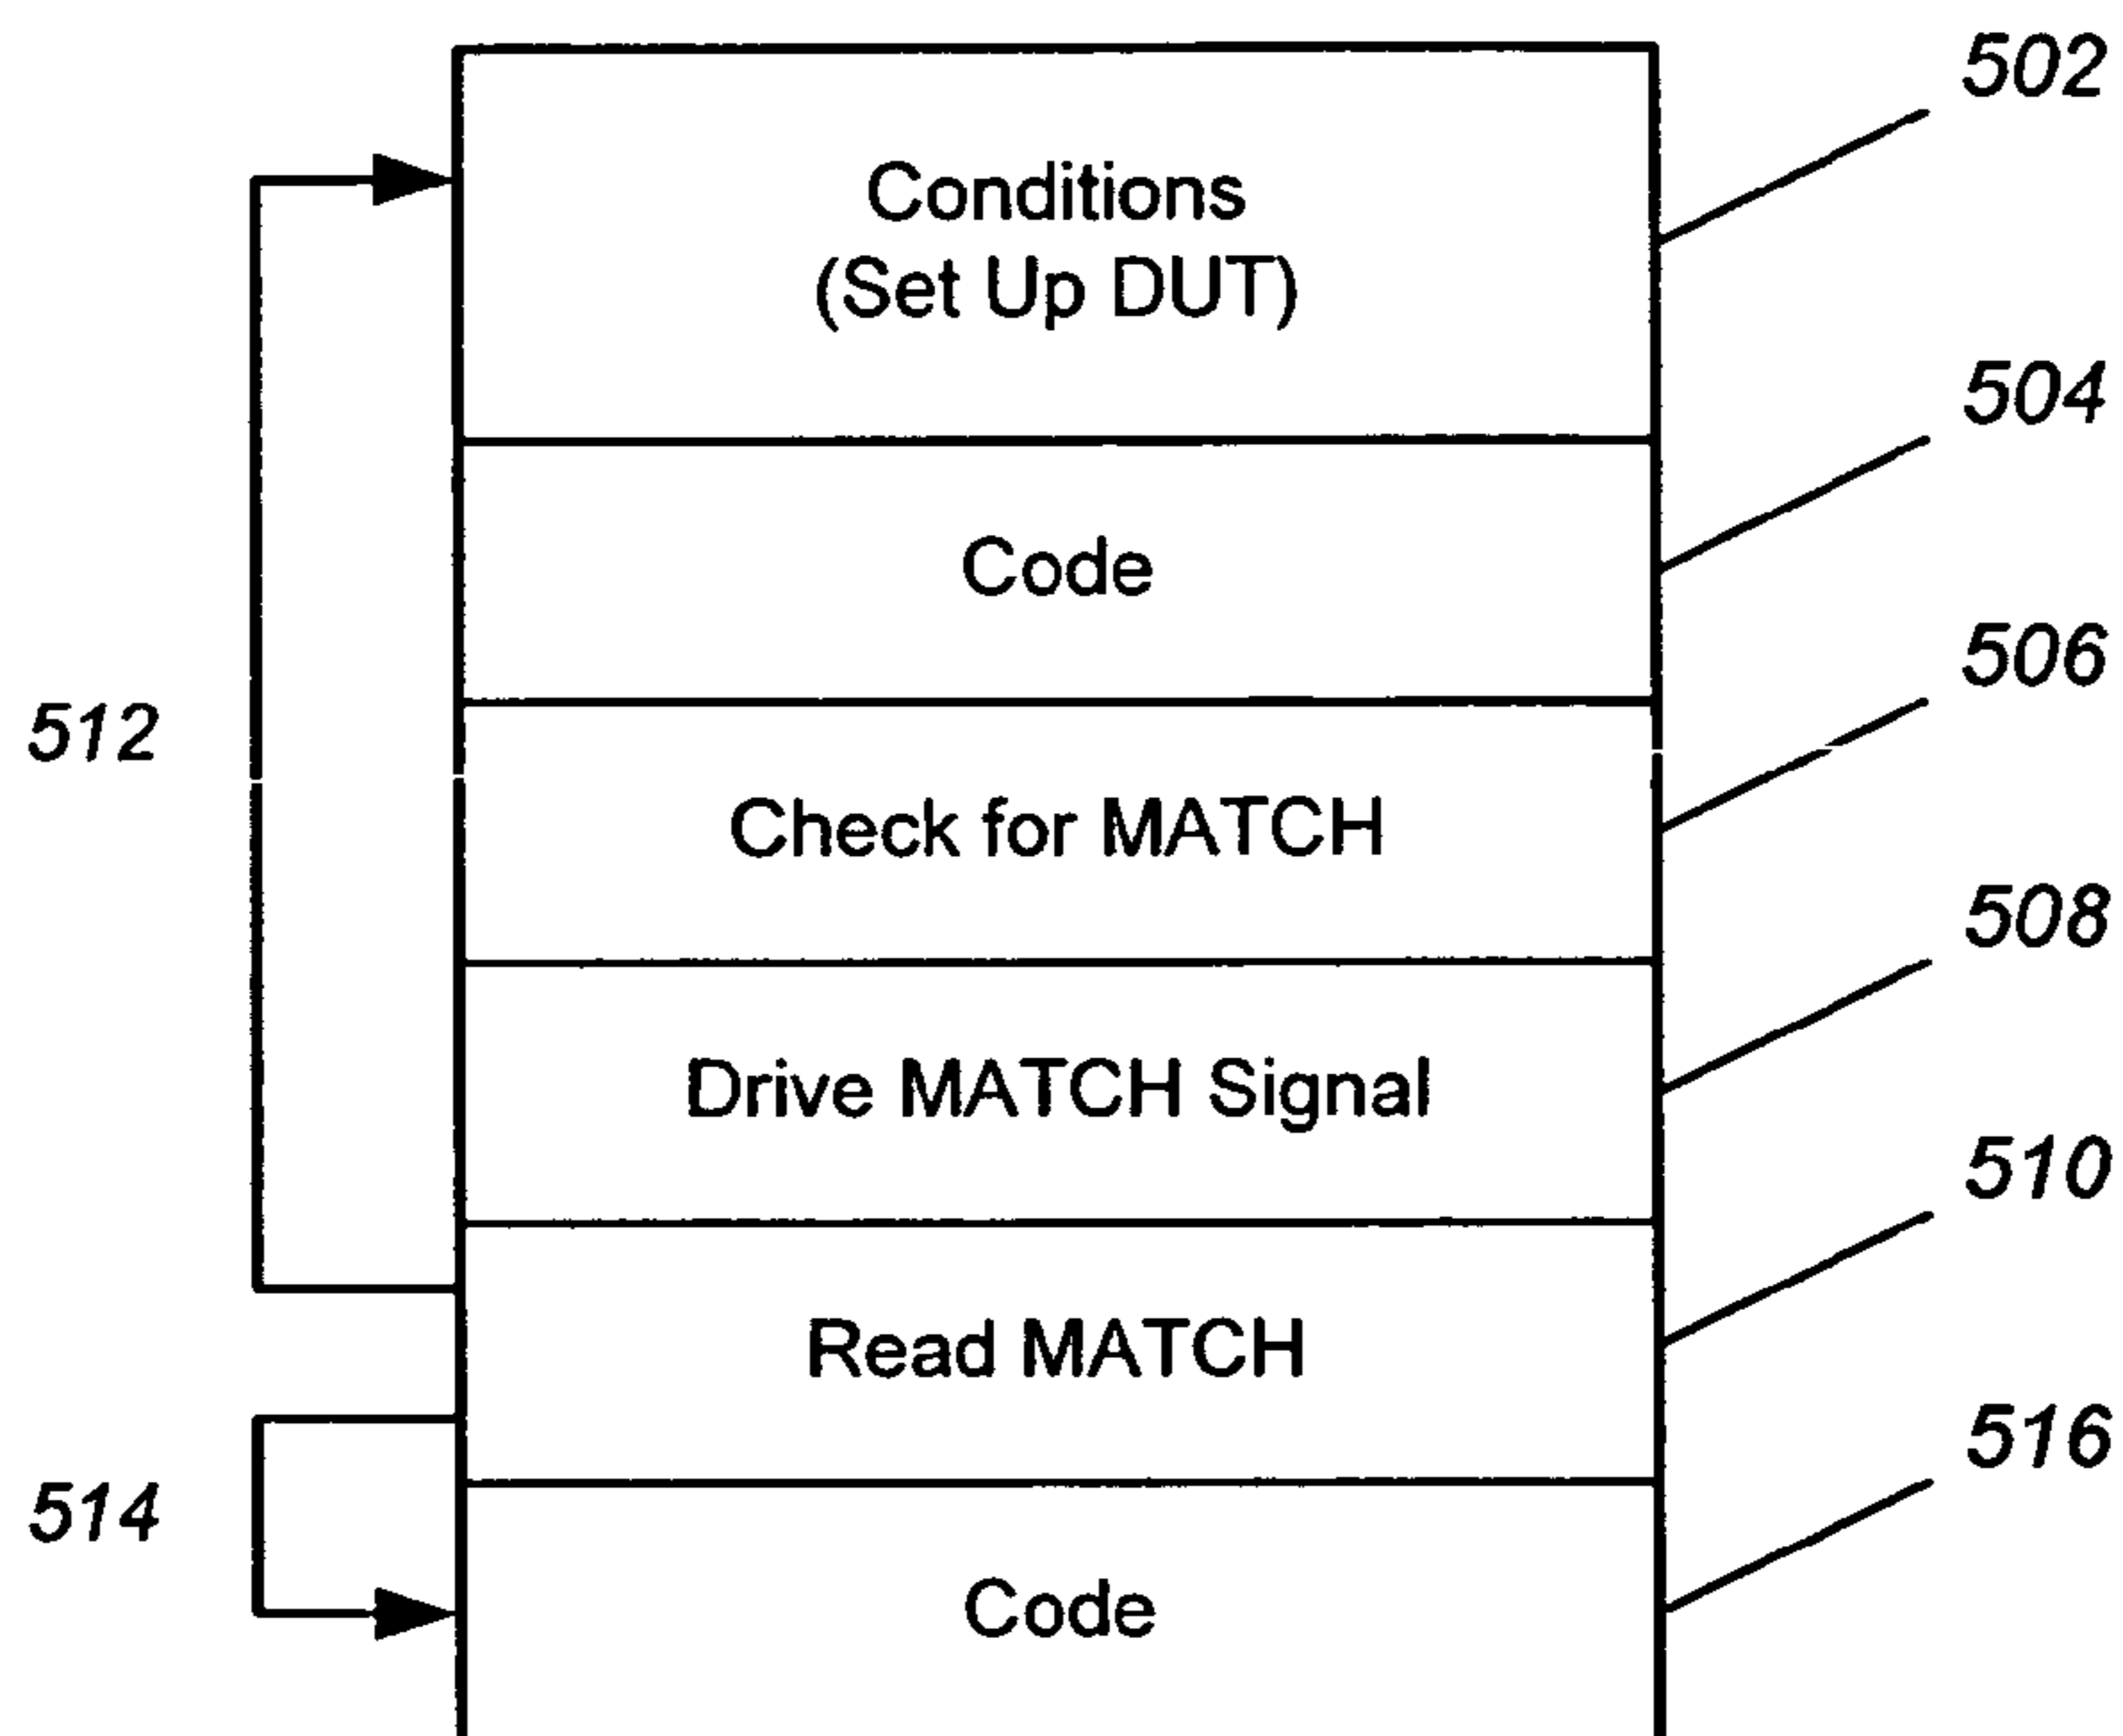 502
Conditions
(Set Up DUT)
504
Code
506
512
Check for MATCH
508
Drive MATCH Signal
510
Read MATCH
516
514
Code